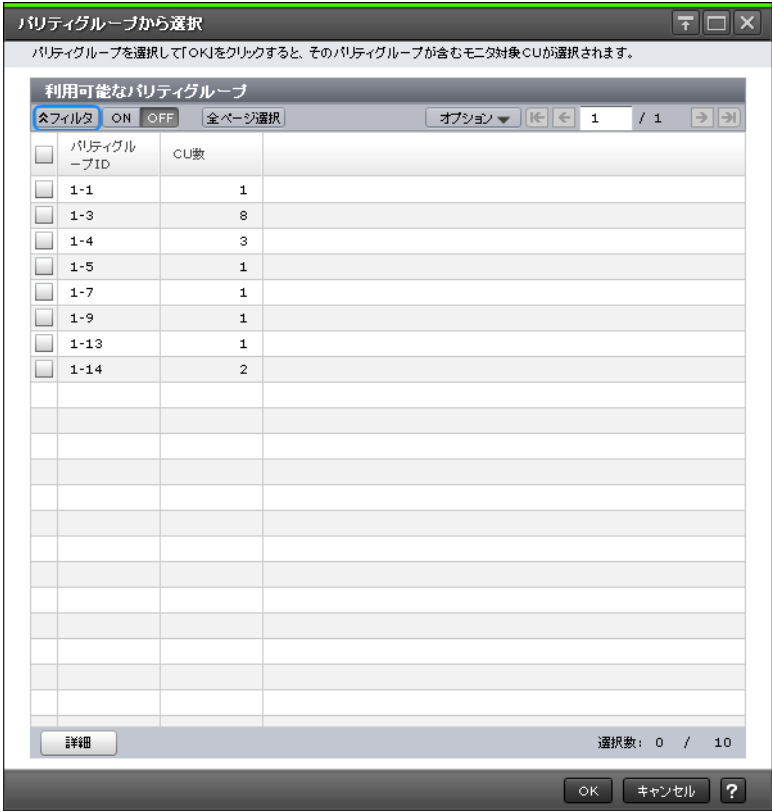 パリティグループから選択
パリティグループを選択して「OK」をクリックすると、そのパリティグループが含むモニタ対象CUが選択されます。
利用可能なパリティグループ
フィルタ ON OFF 全ページ選択 オプション 1 / 1
パリティグル
ープID
CU数
1-1 1
1-3 8
1-4 3
1-5 1
1-7 1
1-9 1
1-13 1
1-14 2
詳細 選択数: 0 / 10
OK キャンセル ?